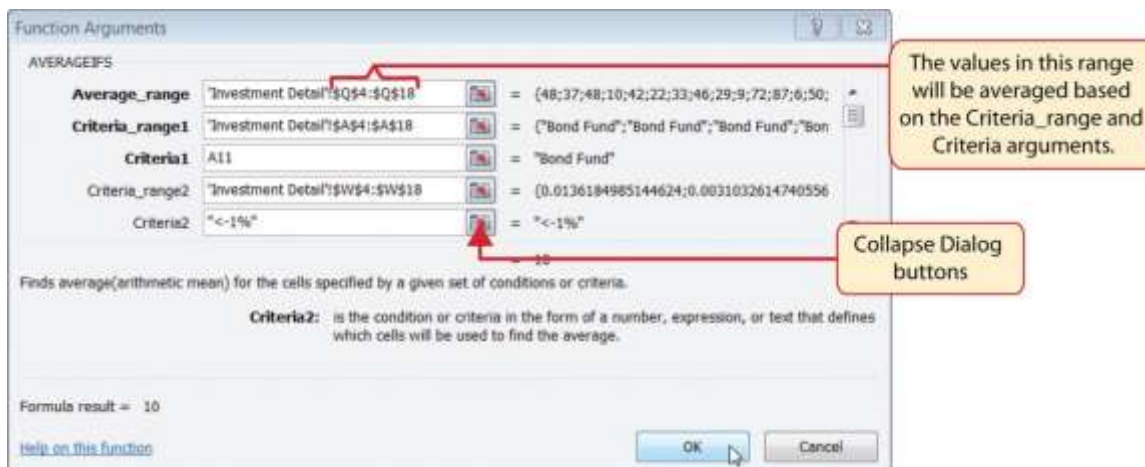 Function Arguments
AVERAGEIFS
Average_range "Investment Detail"!$Q$4:$Q$18 = {48;37;48;10;42;22;33;46;29;9;72;87;6;50;
Criteria_range1 "Investment Detail"!$A$4:$A$18 = {"Bond Fund";"Bond Fund";"Bond Fund";"Bon
Criteria1 A11 = "Bond Fund"
Criteria_range2 "Investment Detail"!$W$4:$W$18 = {0.0136184985144624;0.0031032614740556
Criteria2 "<-1%" = "<-1%"
= 10
Finds average(arithmetic mean) for the cells specified by a given set of conditions or criteria.
Criteria2: is the condition or criteria in the form of a number, expression, or text that defines
which cells will be used to find the average.
Formula result = 10
Help on this function
OK
Cancel
The values in this range
will be averaged based
on the Criteria_range and
Criteria arguments.
Collapse Dialog
buttons